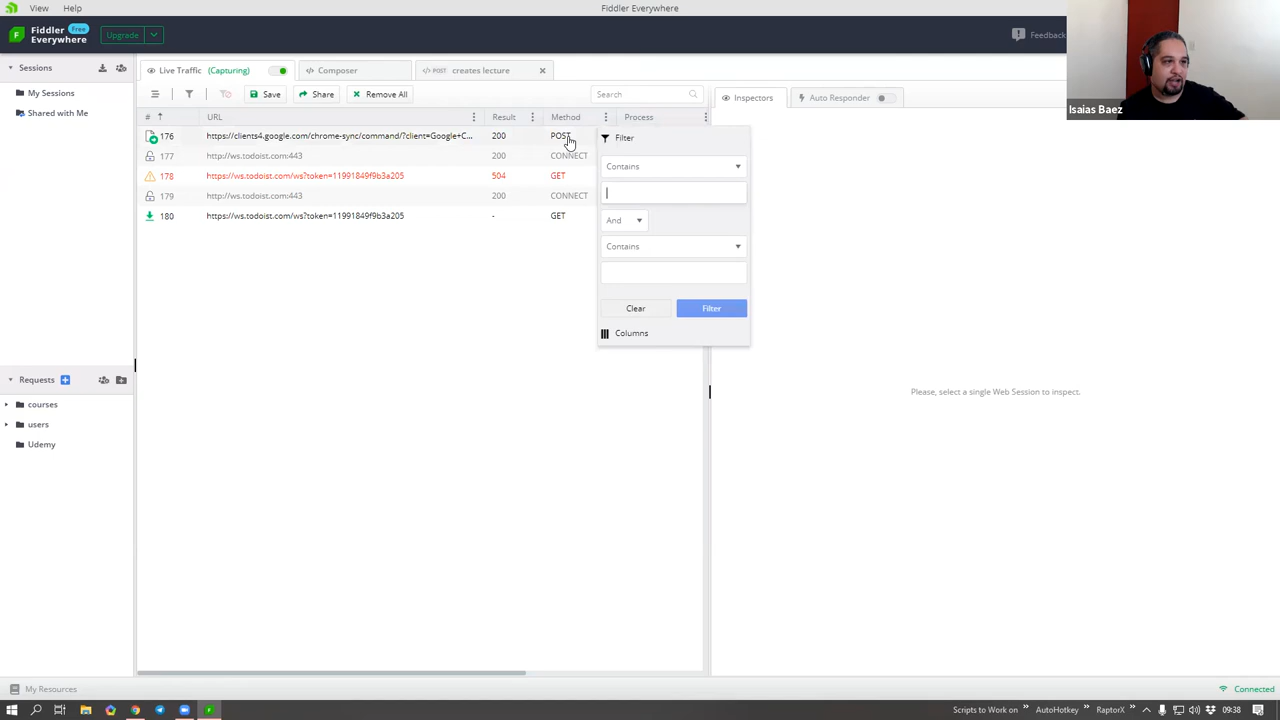 View Help
Fiddler Everywhere
Fiddler Free
Everywhere
Upgrade
Feedback
Isaias Baez
Sessions
My Sessions
Shared with Me
Live Traffic (Capturing)
Composer
</> POST creates lecture
Save
Share
Remove All
Search
Inspectors
Auto Responder
# URL Result Method Process
176 https://clients4.google.com/chrome-sync/command/?client=Google+C... 200 POST
177 http://ws.todoist.com:443 200 CONNECT
178 https://ws.todoist.com/ws?token=11991849f9b3a205 504 GET
179 http://ws.todoist.com:443 200 CONNECT
180 https://ws.todoist.com/ws?token=11991849f9b3a205 - GET
Filter
Contains
And
Contains
Clear Filter
Columns
Please, select a single Web Session to inspect.
Requests
courses
users
Udemy
My Resources
Connected
Scripts to Work on
AutoHotkey
RaptorX
09:38